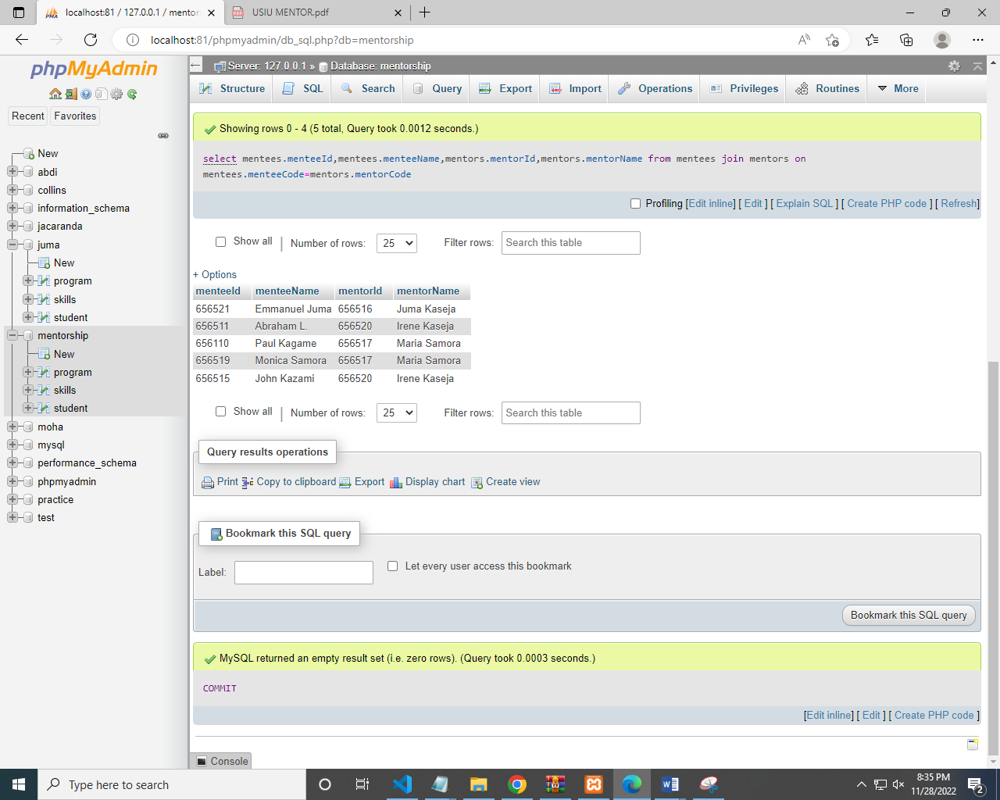 localhost:81 / 127.0.0.1 / mentors
USIU MENTOR.pdf
localhost:81/phpmyadmin/db_sql.php?db=mentorship
phpMyAdmin
Recent
Favorites
New
abdi
collins
information_schema
jacaranda
juma
New
program
skills
student
mentorship
New
program
skills
student
moha
mysql
performance_schema
phpmyadmin
practice
test
Server: 127.0.0.1 » Database: mentorship
Structure SQL Search Query Export Import Operations Privileges Routines More
Showing rows 0 - 4 (5 total, Query took 0.0012 seconds.)
select mentees.menteeId,mentees.menteeName,mentors.mentorId,mentors.mentorName from mentees join mentors on
mentees.menteeCode=mentors.mentorCode
Profiling [Edit inline] [ Edit ] [ Explain SQL ] [ Create PHP code ] [ Refresh]
Show all | Number of rows: 25 Filter rows: Search this table
+ Options
menteeId menteeName mentorId mentorName
656521 Emmanuel Juma 656516 Juma Kaseja
656511 Abraham L. 656520 Irene Kaseja
656110 Paul Kagame 656517 Maria Samora
656519 Monica Samora 656517 Maria Samora
656515 John Kazami 656520 Irene Kaseja
Show all | Number of rows: 25 Filter rows: Search this table
Query results operations
Print Copy to clipboard Export Display chart Create view
Bookmark this SQL query
Label: Let every user access this bookmark
Bookmark this SQL query
MySQL returned an empty result set (i.e. zero rows). (Query took 0.0003 seconds.)
COMMIT
[Edit inline] [ Edit ] [ Create PHP code ]
Console
Type here to search
8:35 PM
11/28/2022
2